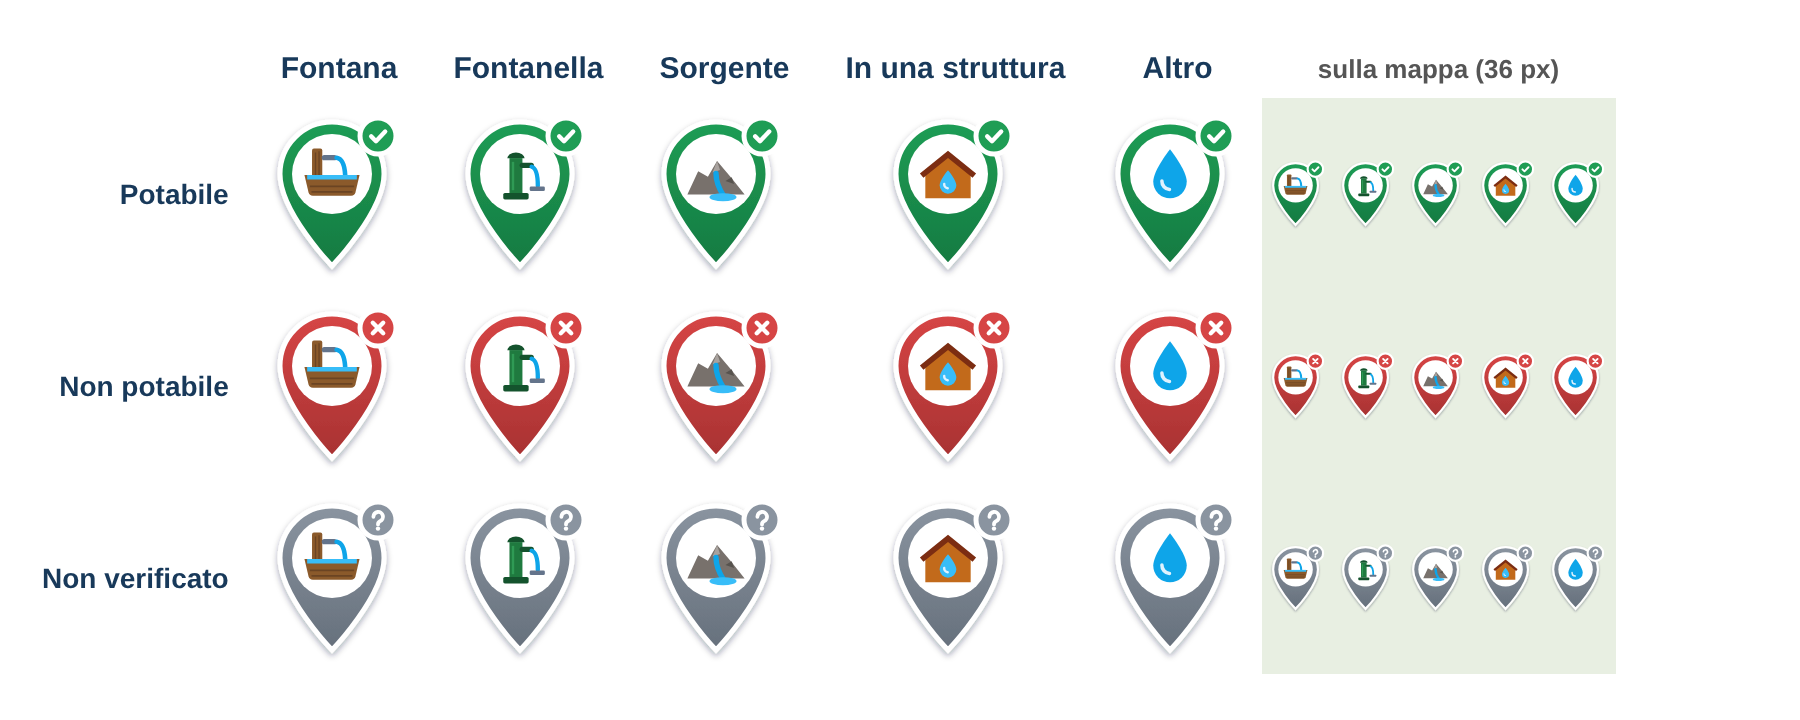 Fontana Fontanella Sorgente In una struttura Altro sulla mappa (36 px)
Potabile
Non potabile
Non verificato